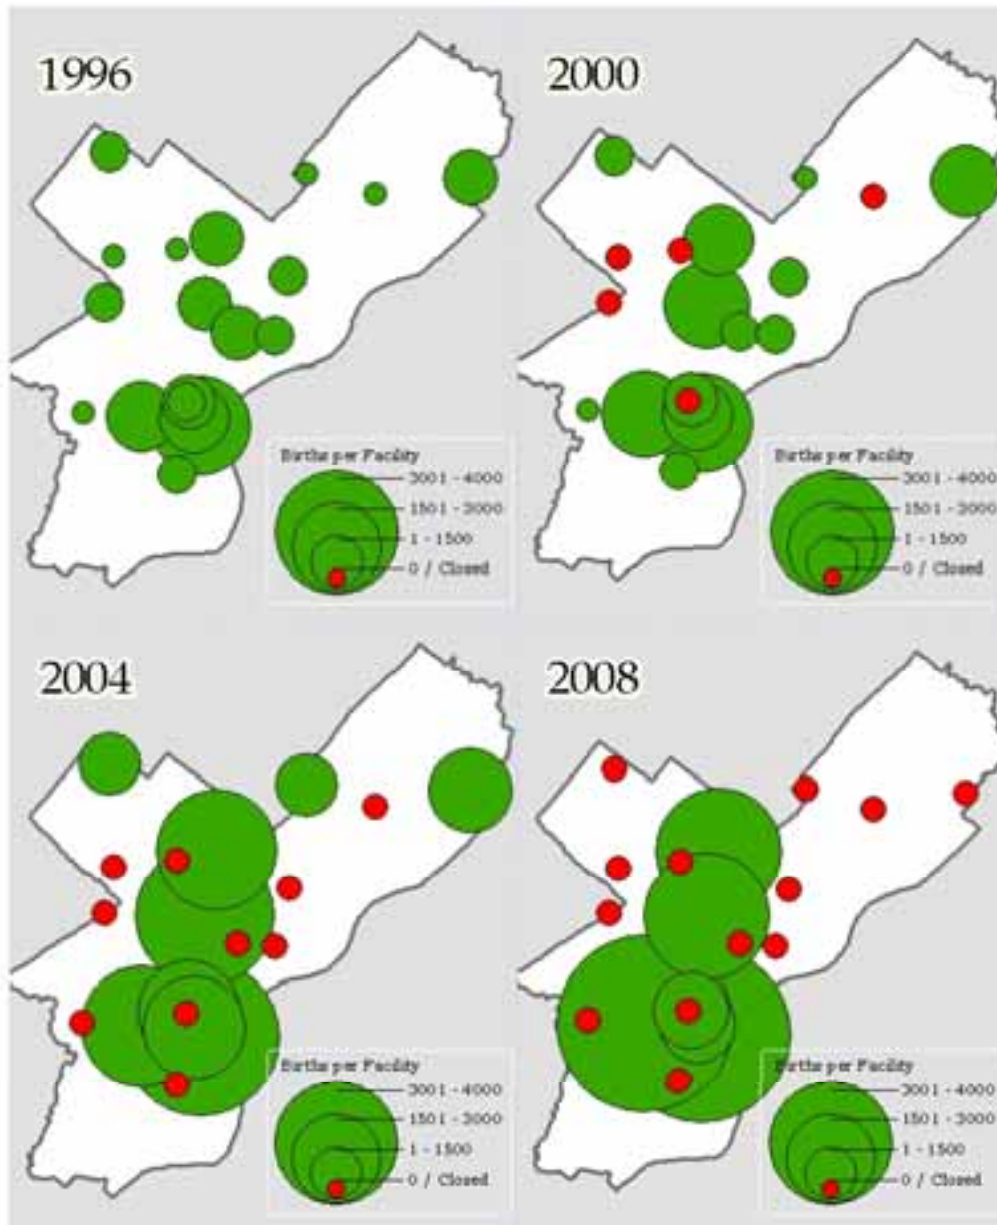 1996
Births per Facility
3001 - 4000
1501 - 3000
1 - 1500
0 / Closed
2000
Births per Facility
3001 - 4000
1501 - 3000
1 - 1500
0 / Closed
2004
Births per Facility
3001 - 4000
1501 - 3000
1 - 1500
0 / Closed
2008
Births per Facility
3001 - 4000
1501 - 3000
1 - 1500
0 / Closed